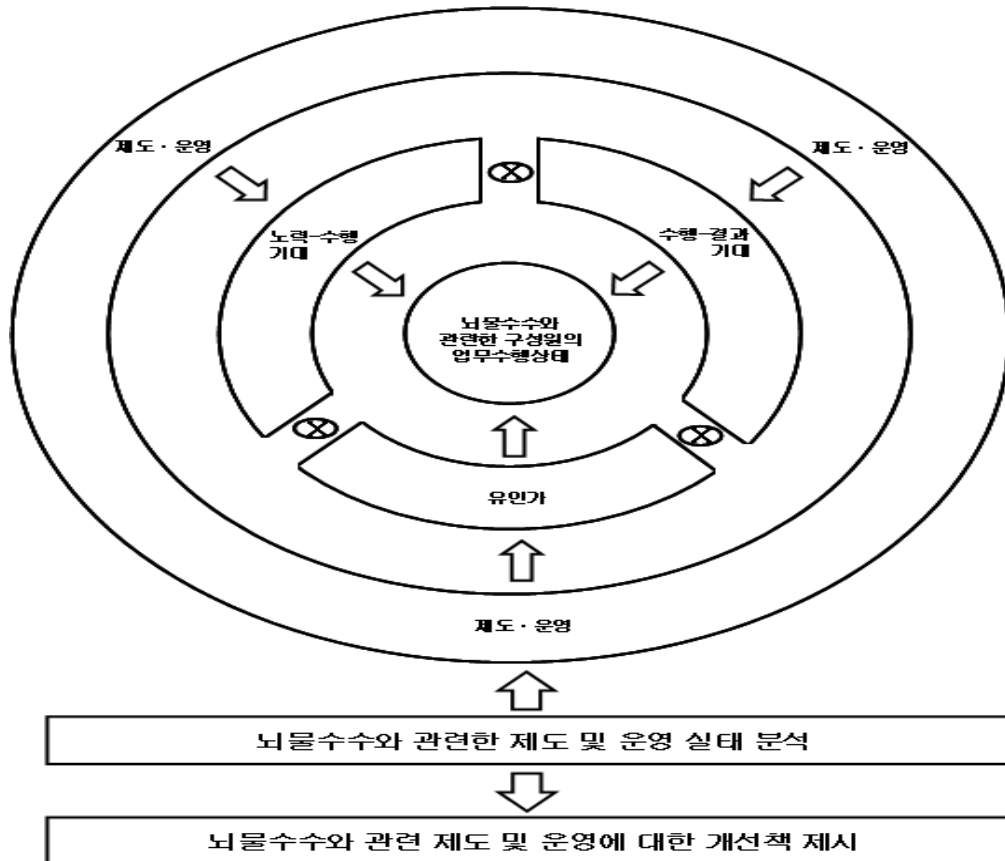 제도·운영
제도·운영
노력-수행
기대
수행-결과
기대
뇌물수수와
관련한 구성원의
업무수행상태
유인가
제도·운영
뇌물수수와 관련한 제도 및 운영 실태 분석
뇌물수수와 관련 제도 및 운영에 대한 개선책 제시